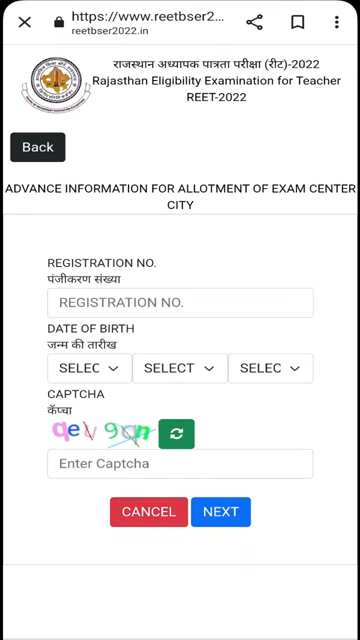 https://www.reetbser2...
reetbser2022.in
राजस्थान अध्यापक पात्रता परीक्षा (रीट)-2022
Rajasthan Eligibility Examination for Teacher
REET-2022
Back
ADVANCE INFORMATION FOR ALLOTMENT OF EXAM CENTER
CITY
REGISTRATION NO.
पंजीकरण संख्या
REGISTRATION NO.
DATE OF BIRTH
जन्म की तारीख
SELEC SELECT SELEC
CAPTCHA
कॅप्चा
Enter Captcha
CANCEL NEXT